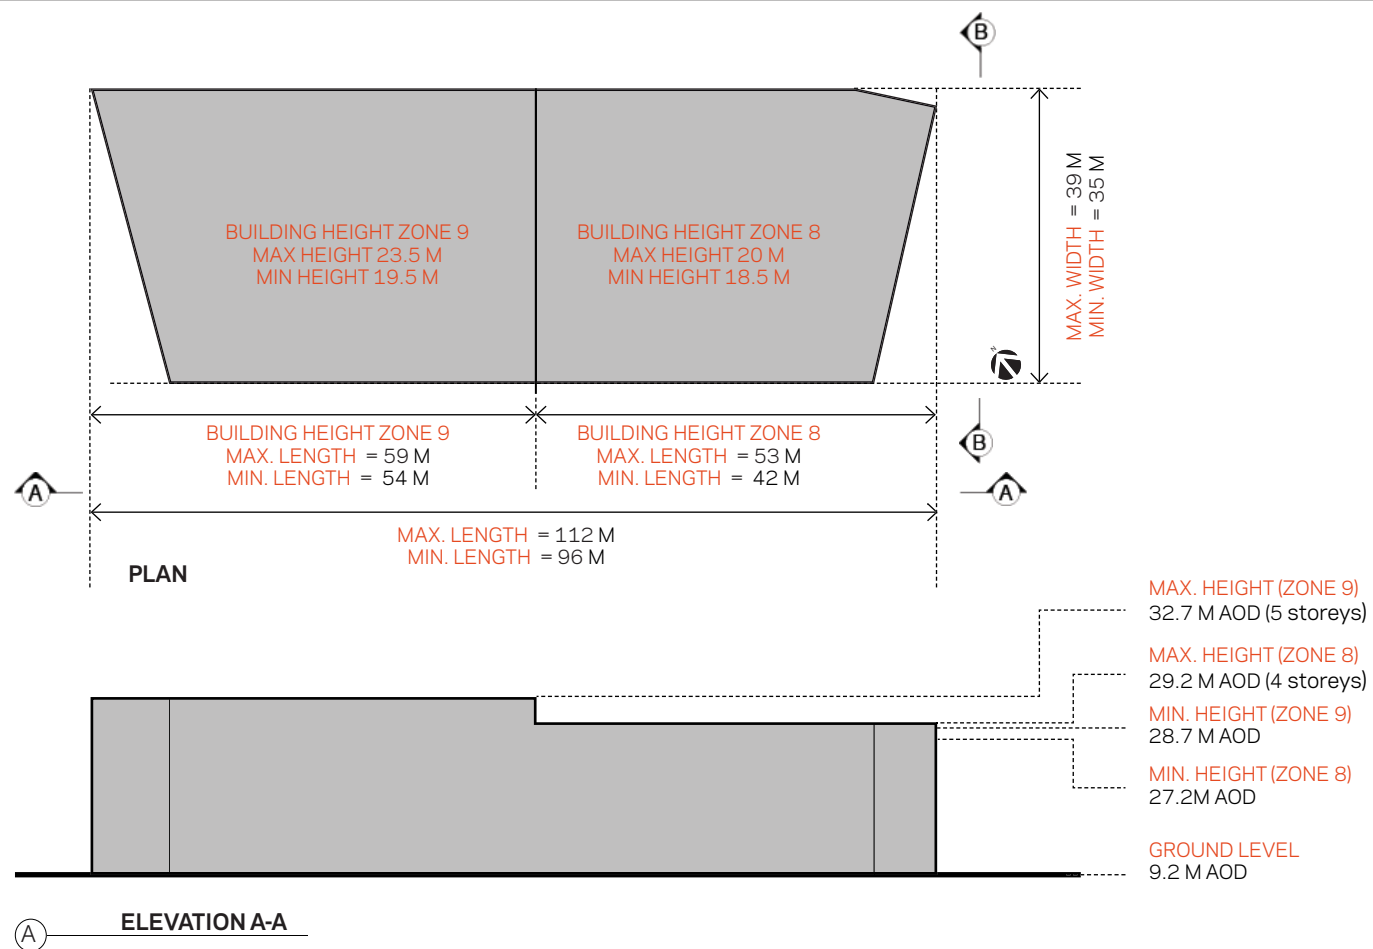 B
BUILDING HEIGHT ZONE 9
MAX HEIGHT 23.5 M
MIN HEIGHT 19.5 M
BUILDING HEIGHT ZONE 8
MAX HEIGHT 20 M
MIN HEIGHT 18.5 M
MAX. WIDTH = 39 M
MIN. WIDTH = 35 M
N
BUILDING HEIGHT ZONE 9
MAX. LENGTH = 59 M
MIN. LENGTH = 54 M
BUILDING HEIGHT ZONE 8
MAX. LENGTH = 53 M
MIN. LENGTH = 42 M
B
A
A
MAX. LENGTH = 112 M
MIN. LENGTH = 96 M
PLAN
MAX. HEIGHT (ZONE 9)
32.7 M AOD (5 storeys)
MAX. HEIGHT (ZONE 8)
29.2 M AOD (4 storeys)
MIN. HEIGHT (ZONE 9)
28.7 M AOD
MIN. HEIGHT (ZONE 8)
27.2M AOD
GROUND LEVEL
9.2 M AOD
A
ELEVATION A-A